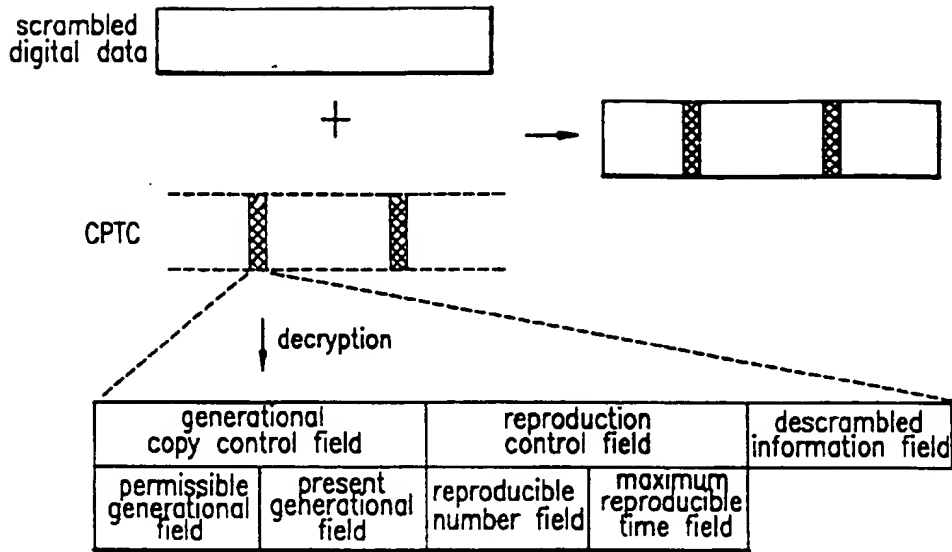 scrambled
digital data
+
CPTC
decryption
generational
copy control field
reproduction
control field
descrambled
information field
permissible
generational
field
present
generational
field
reproducible
number field
maximum
reproducible
time field